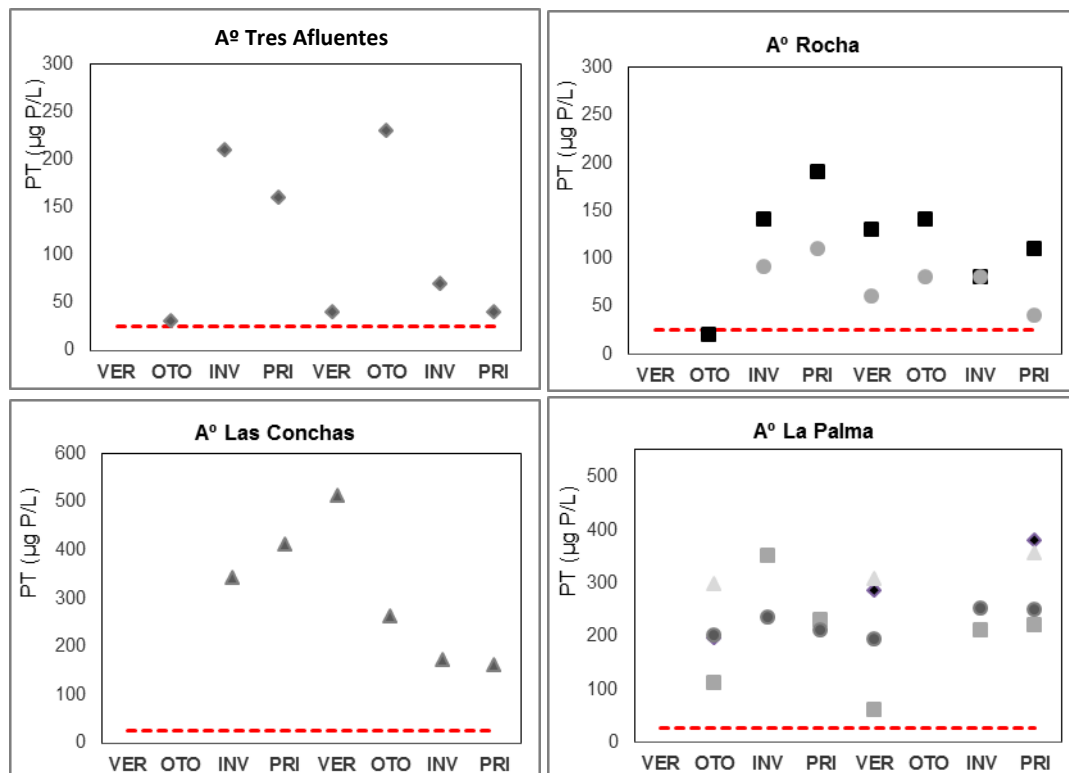 Aº Tres Afluentes
PT (µg P/L)
300
250
200
150
100
50
0
VER OTO INV PRI VER OTO INV PRI
Aº Rocha
PT (µg P/L)
300
250
200
150
100
50
0
VER OTO INV PRI VER OTO INV PRI
Aº Las Conchas
PT (µg P/L)
600
500
400
300
200
100
0
VER OTO INV PRI VER OTO INV PRI
Aº La Palma
PT (µg P/L)
500
400
300
200
100
0
VER OTO INV PRI VER OTO INV PRI